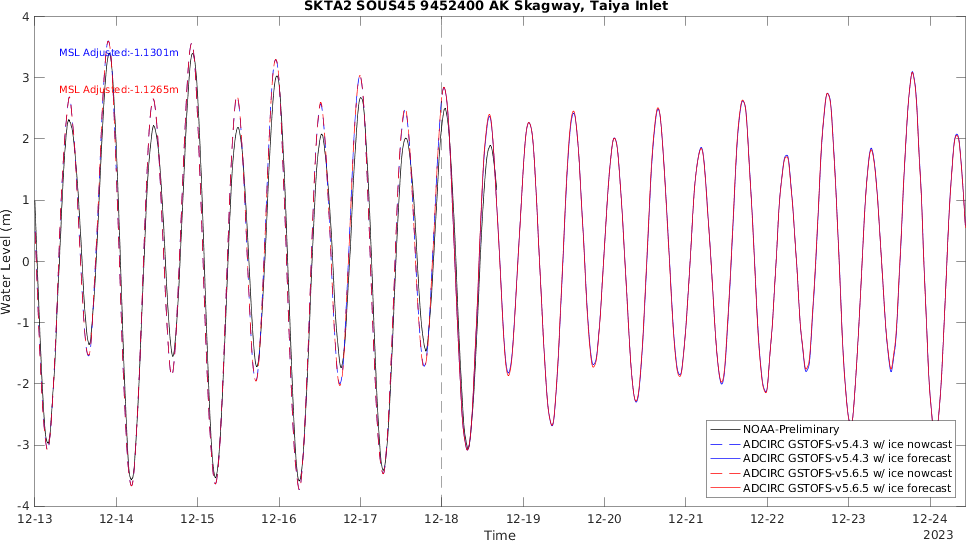 SKTA2 SOUS45 9452400 AK Skagway, Taiya Inlet
4
3
2
1
0
-1
-2
-3
-4
Water Level (m)
MSL Adjusted:-1.1301m
MSL Adjusted:-1.1265m
NOAA-Preliminary
ADCIRC GSTOFS-v5.4.3 w/ ice nowcast
ADCIRC GSTOFS-v5.4.3 w/ ice forecast
ADCIRC GSTOFS-v5.6.5 w/ ice nowcast
ADCIRC GSTOFS-v5.6.5 w/ ice forecast
12-13 12-14 12-15 12-16 12-17 12-18 12-19 12-20 12-21 12-22 12-23 12-24
Time
2023